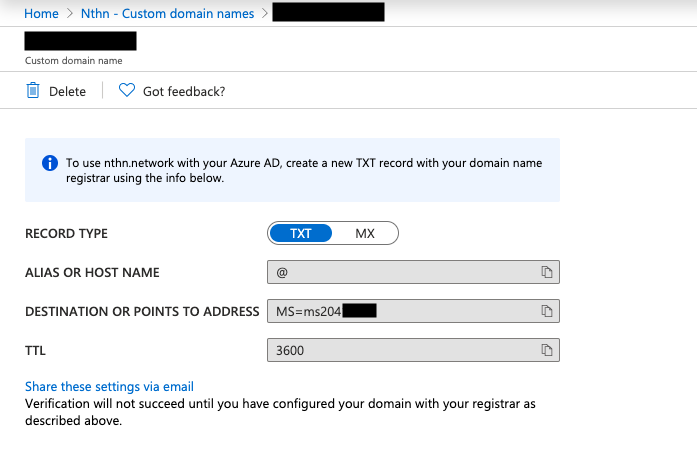 Home > Nthn - Custom domain names >
Custom domain name
Delete
Got feedback?
To use nthn.network with your Azure AD, create a new TXT record with your domain name
registrar using the info below.
RECORD TYPE TXT MX
ALIAS OR HOST NAME @
DESTINATION OR POINTS TO ADDRESS MS=ms204
TTL 3600
Share these settings via email
Verification will not succeed until you have configured your domain with your registrar as
described above.